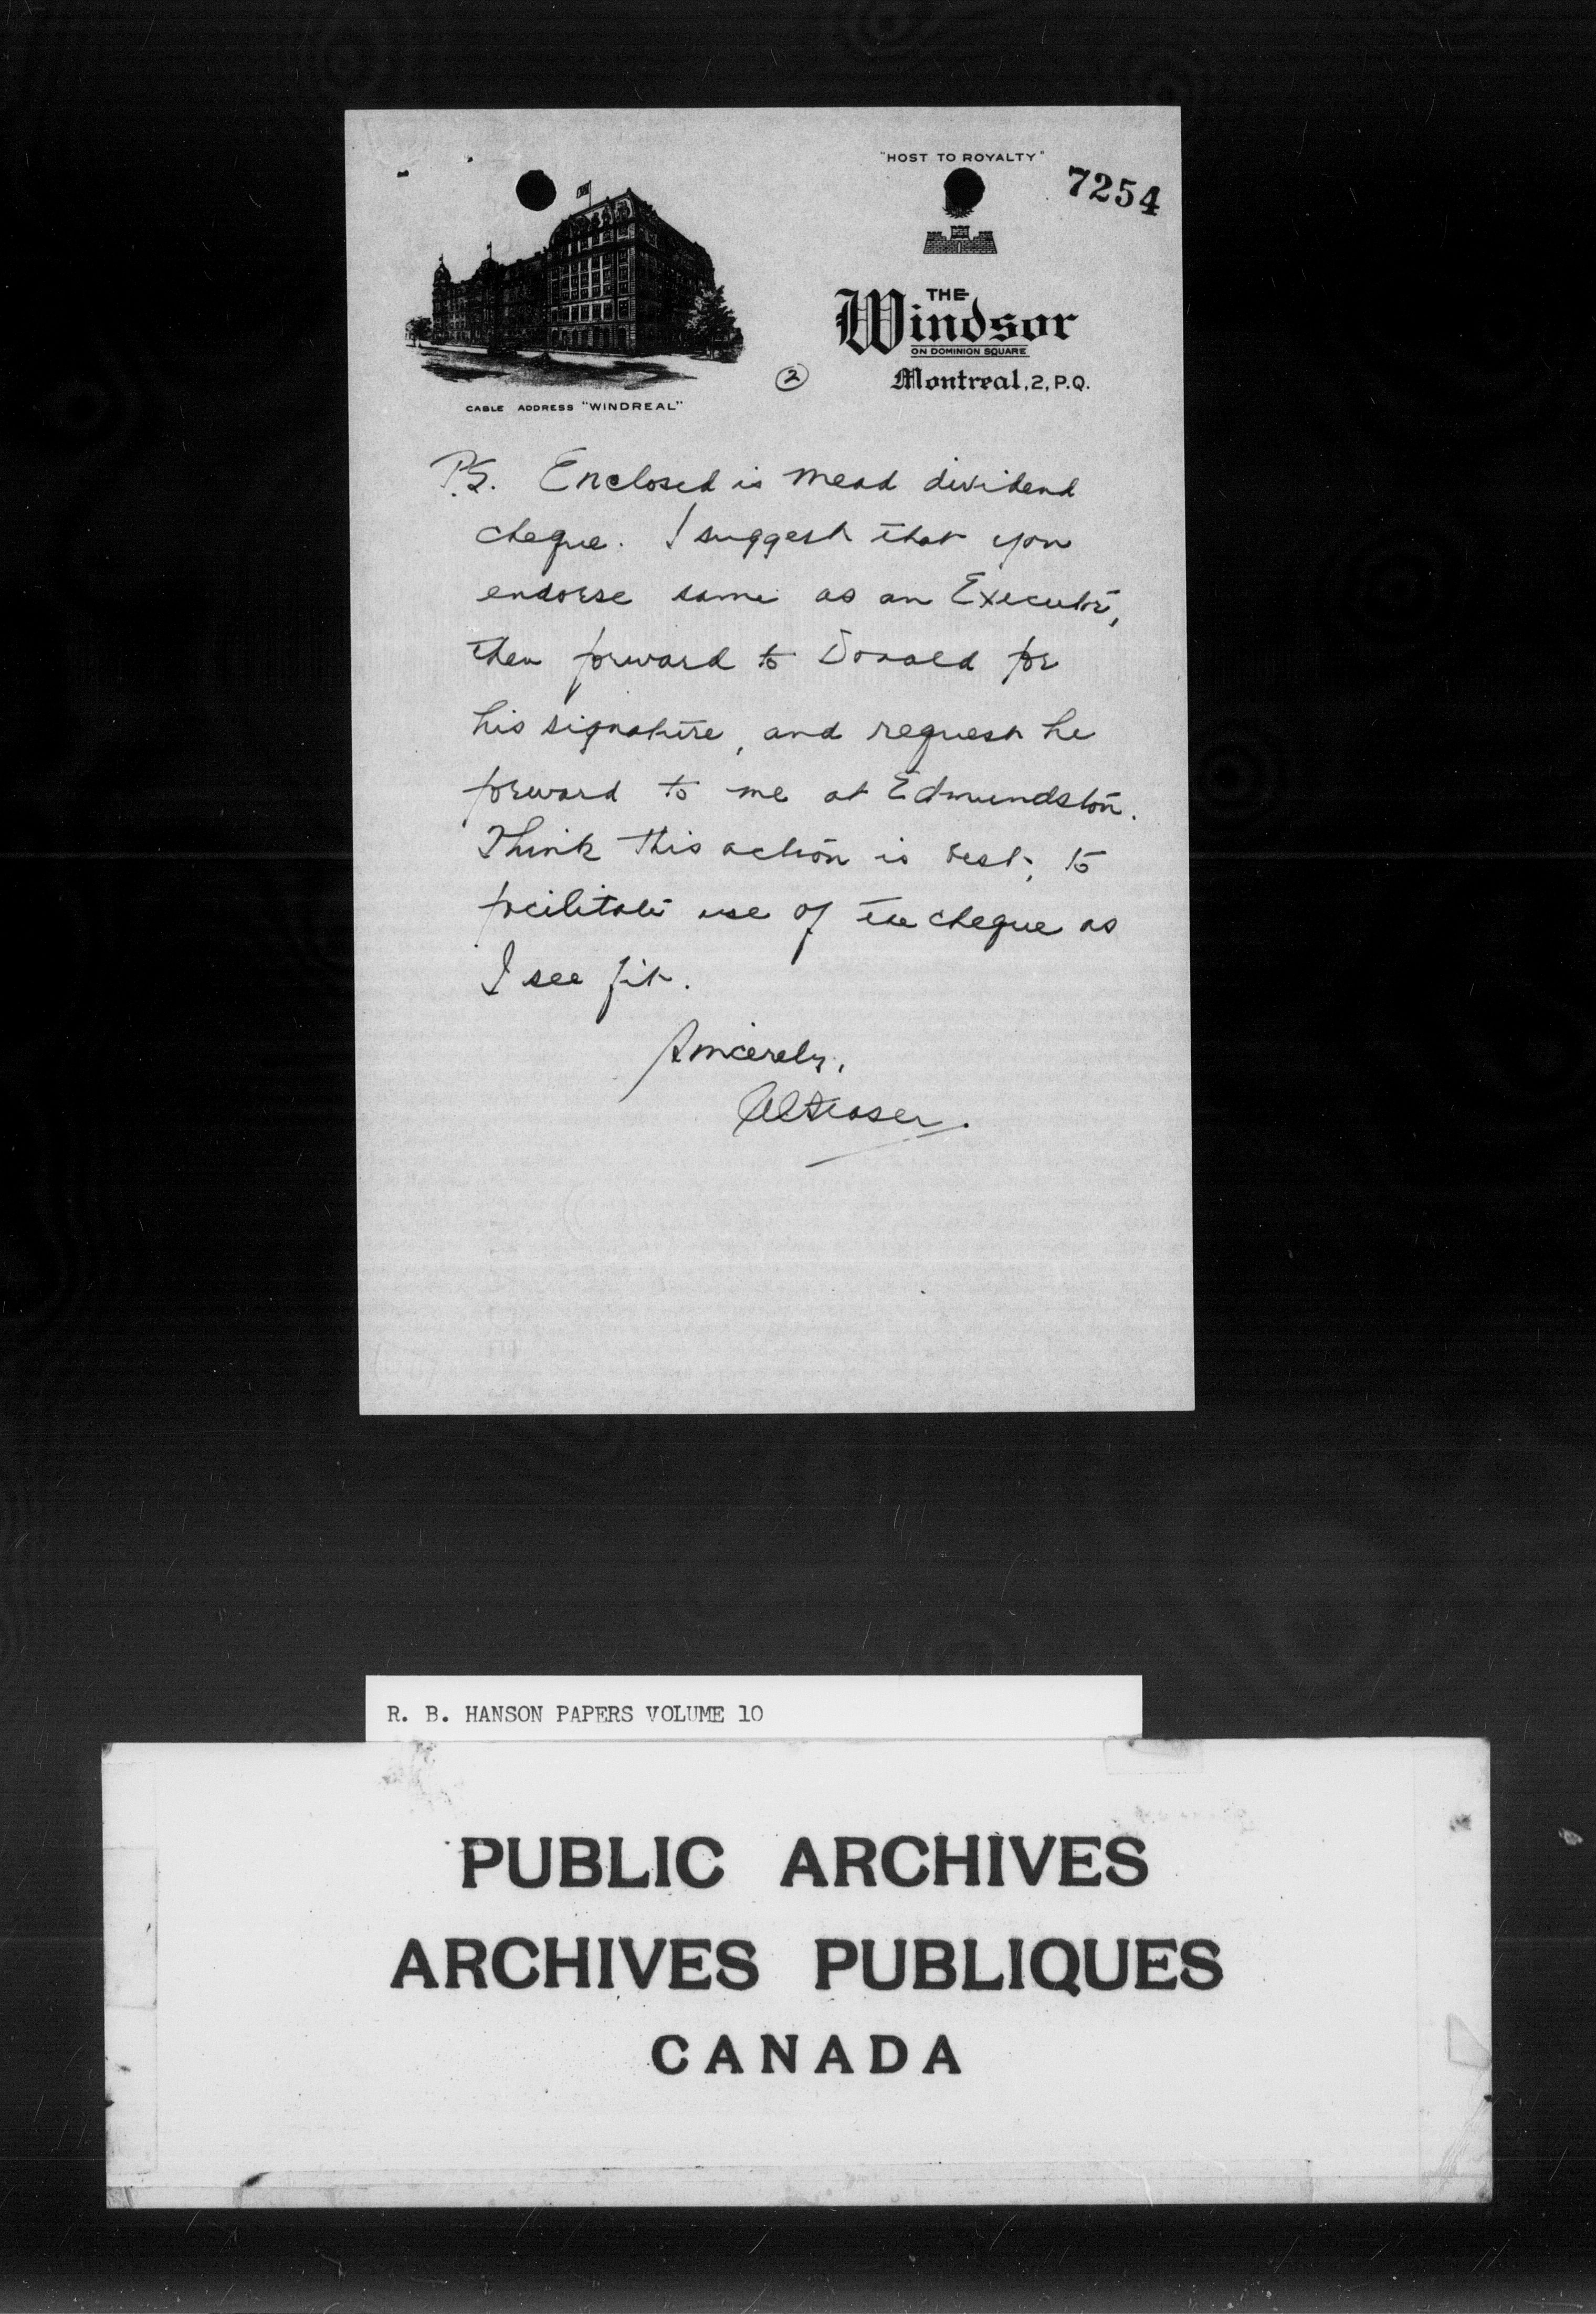 "HOST TO ROYALTY"
7254
THE
Windsor
ON DOMINION SQUARE
Montreal, 2, P.Q.
2
CABLE ADDRESS "WINDREAL"
P.S. Enclosed is Mead dividend
cheque. I suggest that you
endorse same as an Executor,
then forward to Donald for
his signature, and request he
forward to me at Edmundston.
Think this action is best, to
facilitate use of the cheque as
I see fit.
Sincerely,
R. B. HANSON PAPERS VOLUME 10
PUBLIC ARCHIVES
ARCHIVES PUBLIQUES
CANADA